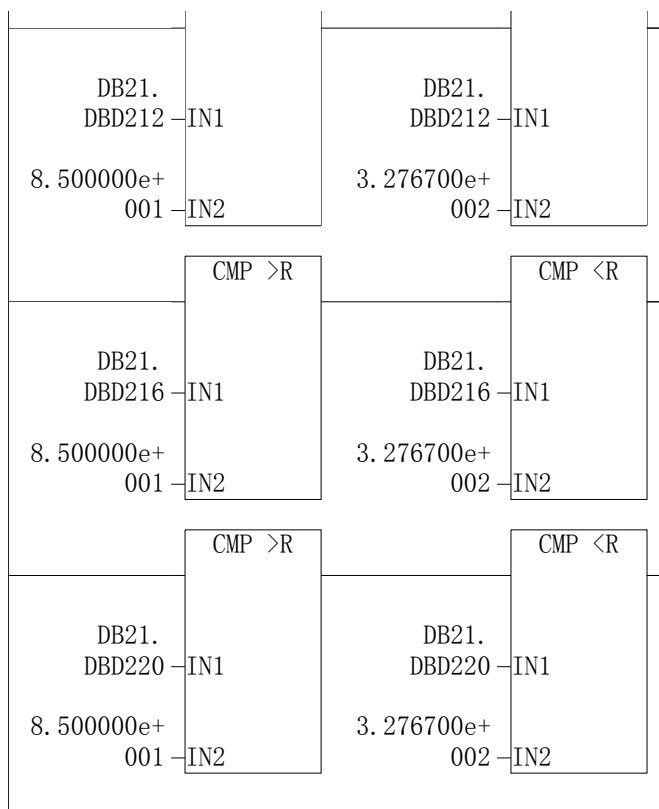 DB21. DB21.
DBD212 IN1 DBD212 IN1
8.500000e+ 3.276700e+
001 IN2 002 IN2
CMP >R CMP <R
DB21. DB21.
DBD216 IN1 DBD216 IN1
8.500000e+ 3.276700e+
001 IN2 002 IN2
CMP >R CMP <R
DB21. DB21.
DBD220 IN1 DBD220 IN1
8.500000e+ 3.276700e+
001 IN2 002 IN2